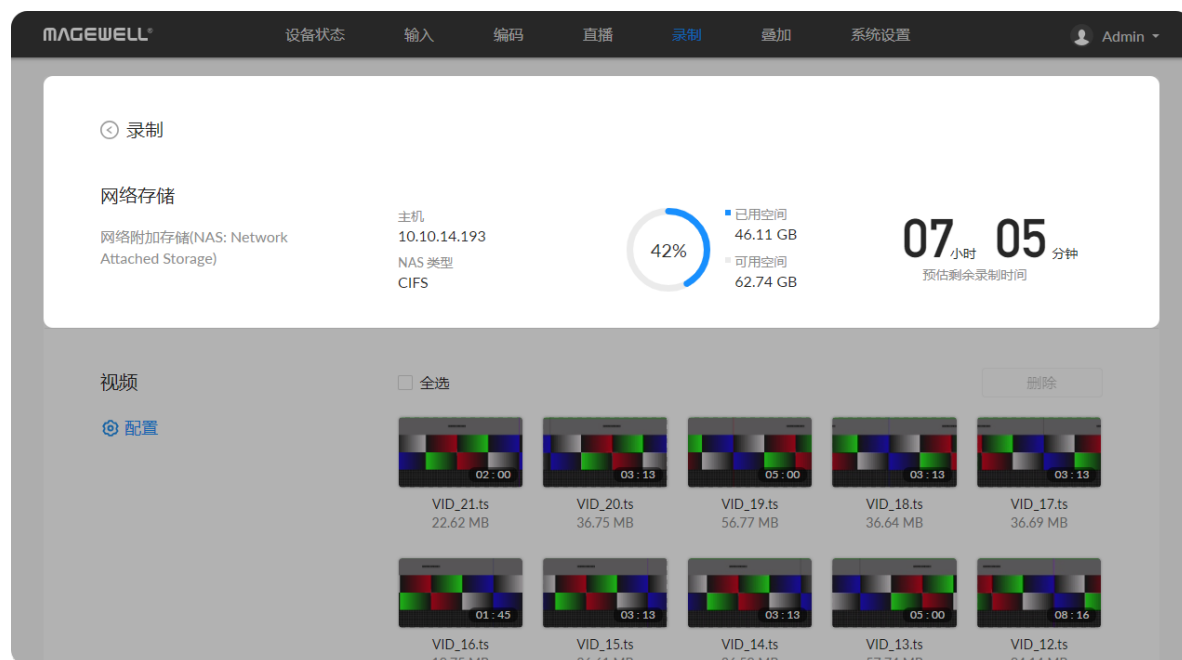 MAGEWELL® 设备状态 输入 编码 直播 录制 叠加 系统设置 Admin
录制
网络存储
网络附加存储(NAS: Network
Attached Storage)
主机
10.10.14.193
NAS 类型
CIFS
42%
已用空间
46.11 GB
可用空间
62.74 GB
07小时 05分钟
预估剩余录制时间
视频
配置
全选
删除
02:00 03:13 05:00 03:13 03:13
VID_21.ts VID_20.ts VID_19.ts VID_18.ts VID_17.ts
22.62 MB 36.75 MB 56.77 MB 36.64 MB 36.69 MB
01:45 03:13 03:13 05:00 08:16
VID_16.ts VID_15.ts VID_14.ts VID_13.ts VID_12.ts